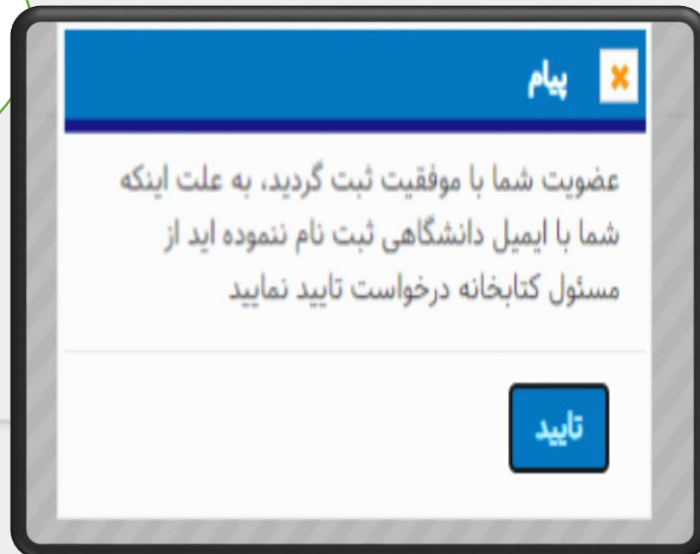 پیام
عضویت شما با موفقیت ثبت گردید، به علت اینکه
شما با ایمیل دانشگاهی ثبت نام ننموده اید از
مسئول کتابخانه درخواست تایید نمایید
تایید